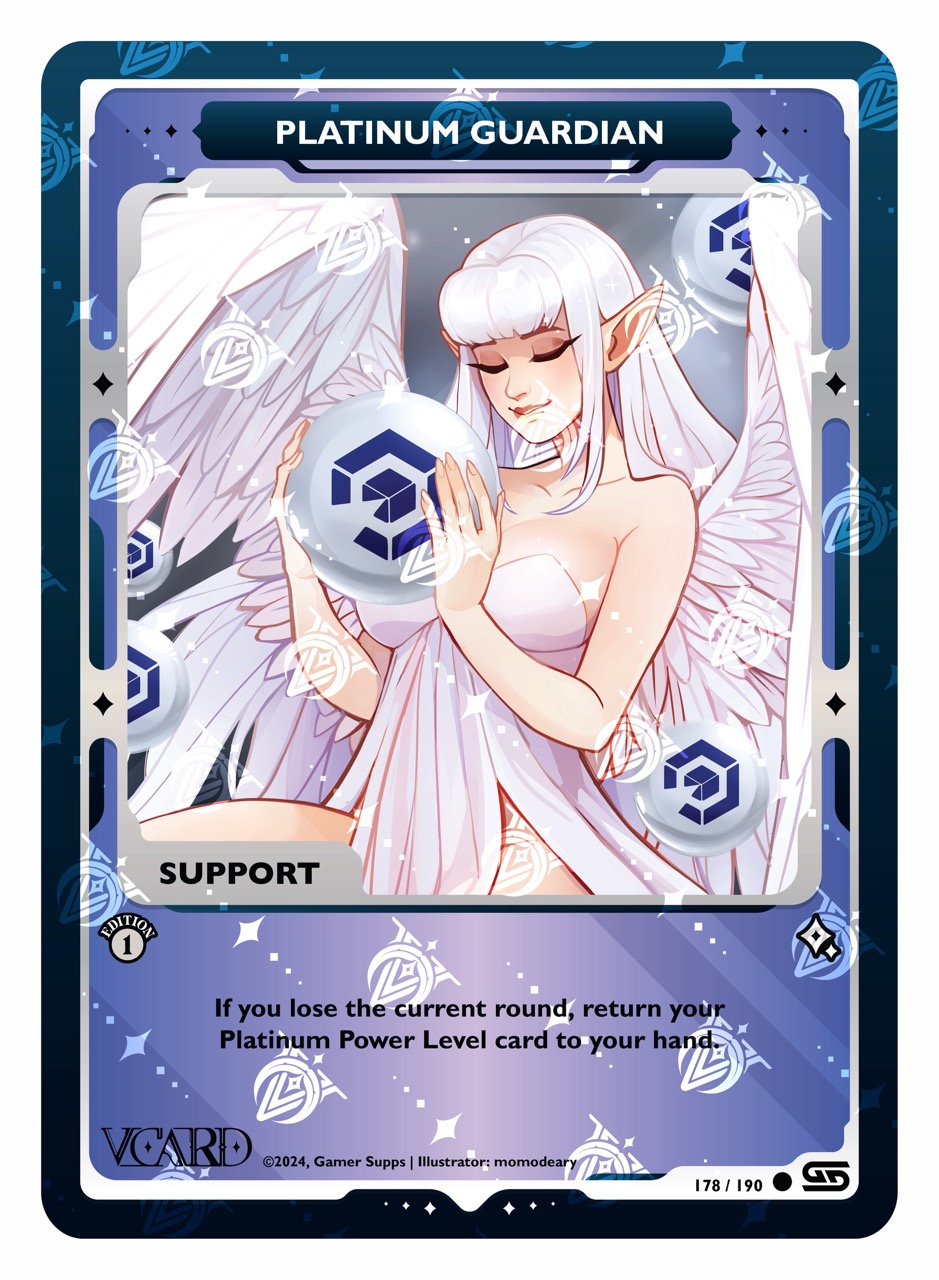 PLATINUM GUARDIAN
SUPPORT
EDITION
1
If you lose the current round, return your
Platinum Power Level card to your hand.
VCARD
©2024, Gamer Supps | Illustrator: momodeary
178 / 190
GS